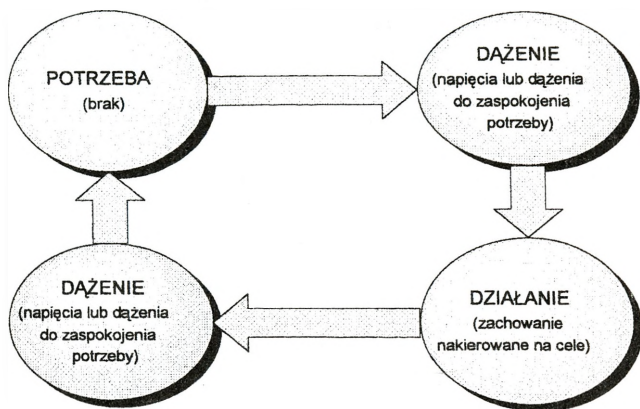 POTRZEBA
(brak)
DĄŻENIE
(napięcia lub dążenia
do zaspokojenia
potrzeby)
DZIAŁANIE
(zachowanie
nakierowane na cele)
DĄŻENIE
(napięcia lub dążenia
do zaspokojenia
potrzeby)